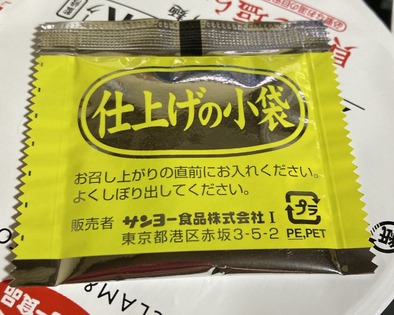 仕上げの小袋
お召し上がりの直前にお入れください。
よくしぼり出してください。
販売者 サンヨー食品株式会社 I
東京都港区赤坂3-5-2
プラ
PE,PET